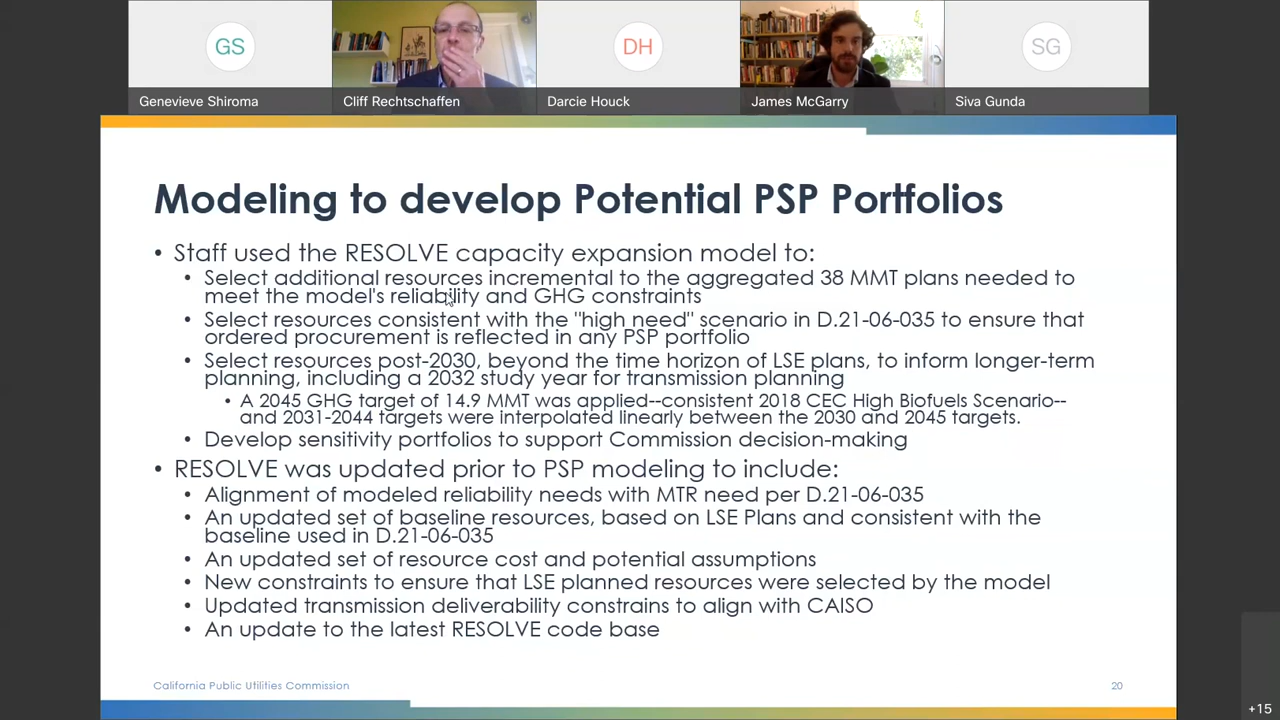 GS
DH
SG
Genevieve Shiroma
Cliff Rechtschaffen
Darcie Houck
James McGarry
Siva Gunda
Modeling to develop Potential PSP Portfolios
• Staff used the RESOLVE capacity expansion model to:
• Select additional resources incremental to the aggregated 38 MMT plans needed to
meet the model's reliability and GHG constraints
• Select resources consistent with the "high need" scenario in D.21-06-035 to ensure that
ordered procurement is reflected in any PSP portfolio
• Select resources post-2030, beyond the time horizon of LSE plans, to inform longer-term
planning, including a 2032 study year for transmission planning
• A 2045 GHG target of 14.9 MMT was applied--consistent 2018 CEC High Biofuels Scenario--
and 2031-2044 targets were interpolated linearly between the 2030 and 2045 targets.
• Develop sensitivity portfolios to support Commission decision-making
• RESOLVE was updated prior to PSP modeling to include:
• Alignment of modeled reliability needs with MTR need per D.21-06-035
• An updated set of baseline resources, based on LSE Plans and consistent with the
baseline used in D.21-06-035
• An updated set of resource cost and potential assumptions
• New constraints to ensure that LSE planned resources were selected by the model
• Updated transmission deliverability constrains to align with CAISO
• An update to the latest RESOLVE code base
California Public Utilities Commission
20
+15